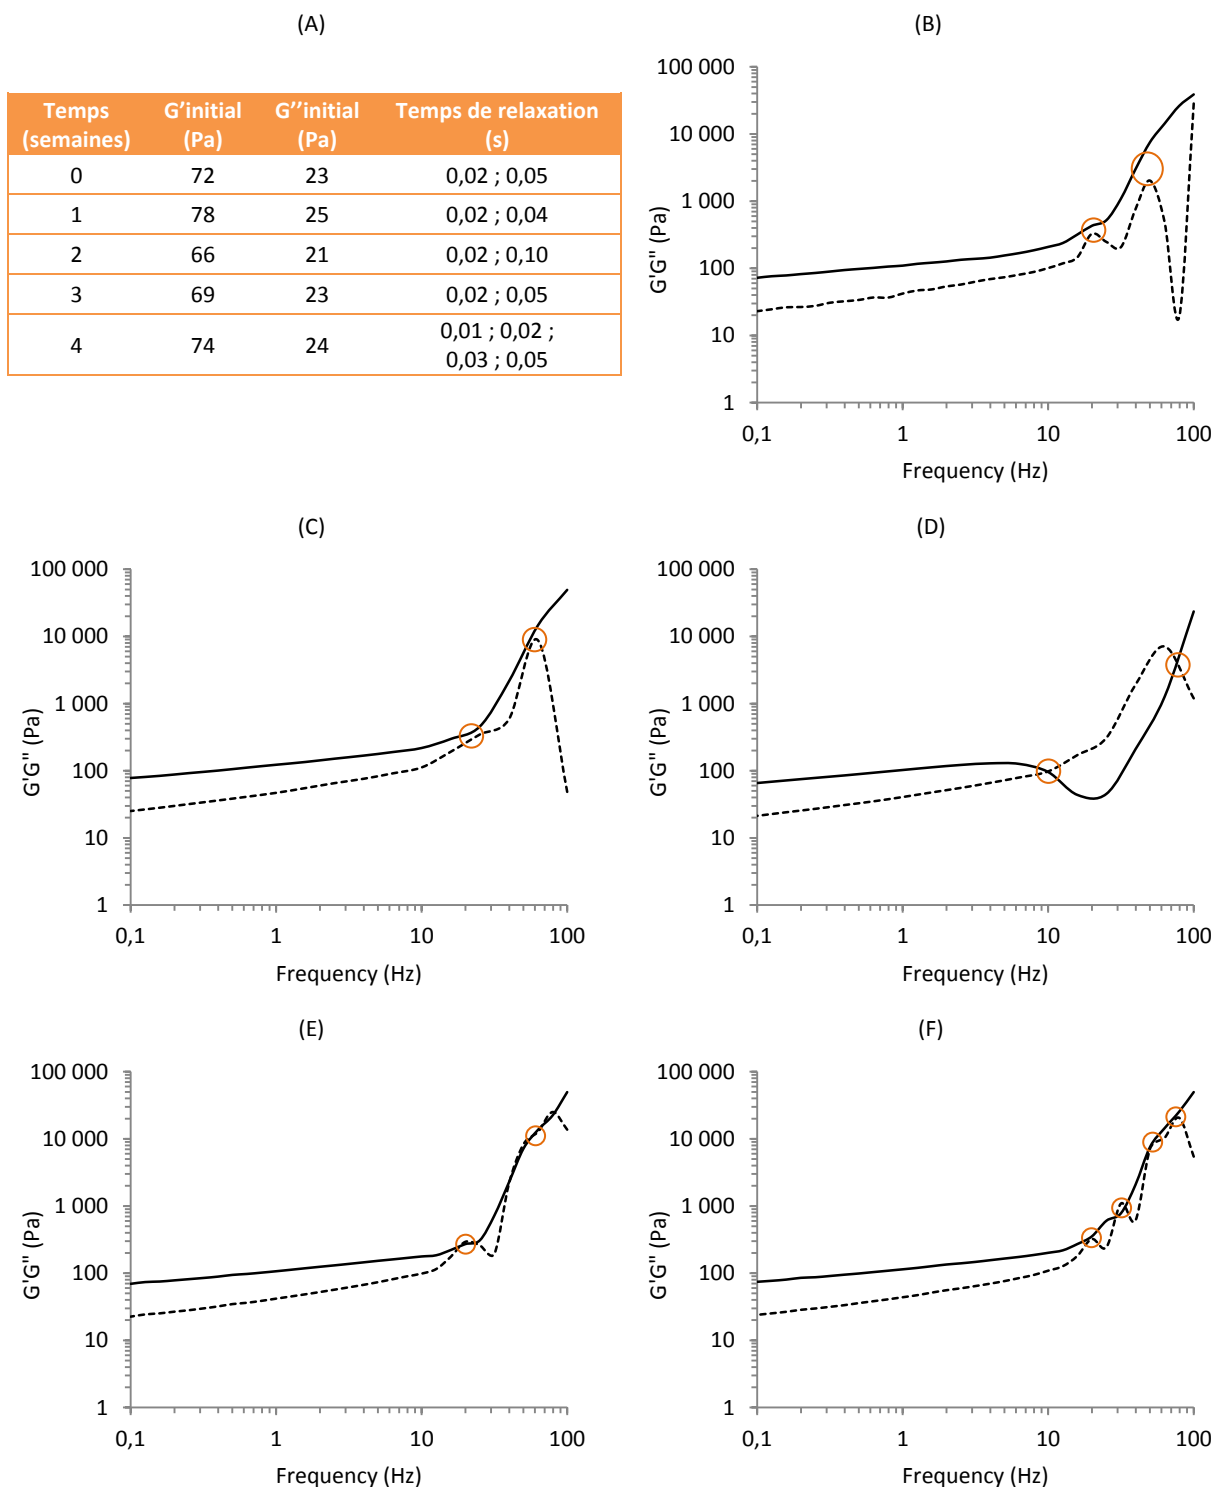 (A)
Temps (semaines) G'initial (Pa) G''initial (Pa) Temps de relaxation (s)
0 72 23 0,02 ; 0,05
1 78 25 0,02 ; 0,04
2 66 21 0,02 ; 0,10
3 69 23 0,02 ; 0,05
4 74 24 0,01 ; 0,02 ; 0,03 ; 0,05
(B)
G'G" (Pa)
100 000
10 000
1 000
100
10
1
0,1 1 10 100
Frequency (Hz)
(C)
G'G" (Pa)
100 000
10 000
1 000
100
10
1
0,1 1 10 100
Frequency (Hz)
(D)
G'G" (Pa)
100 000
10 000
1 000
100
10
1
0,1 1 10 100
Frequency (Hz)
(E)
G'G" (Pa)
100 000
10 000
1 000
100
10
1
0,1 1 10 100
Frequency (Hz)
(F)
G'G" (Pa)
100 000
10 000
1 000
100
10
1
0,1 1 10 100
Frequency (Hz)